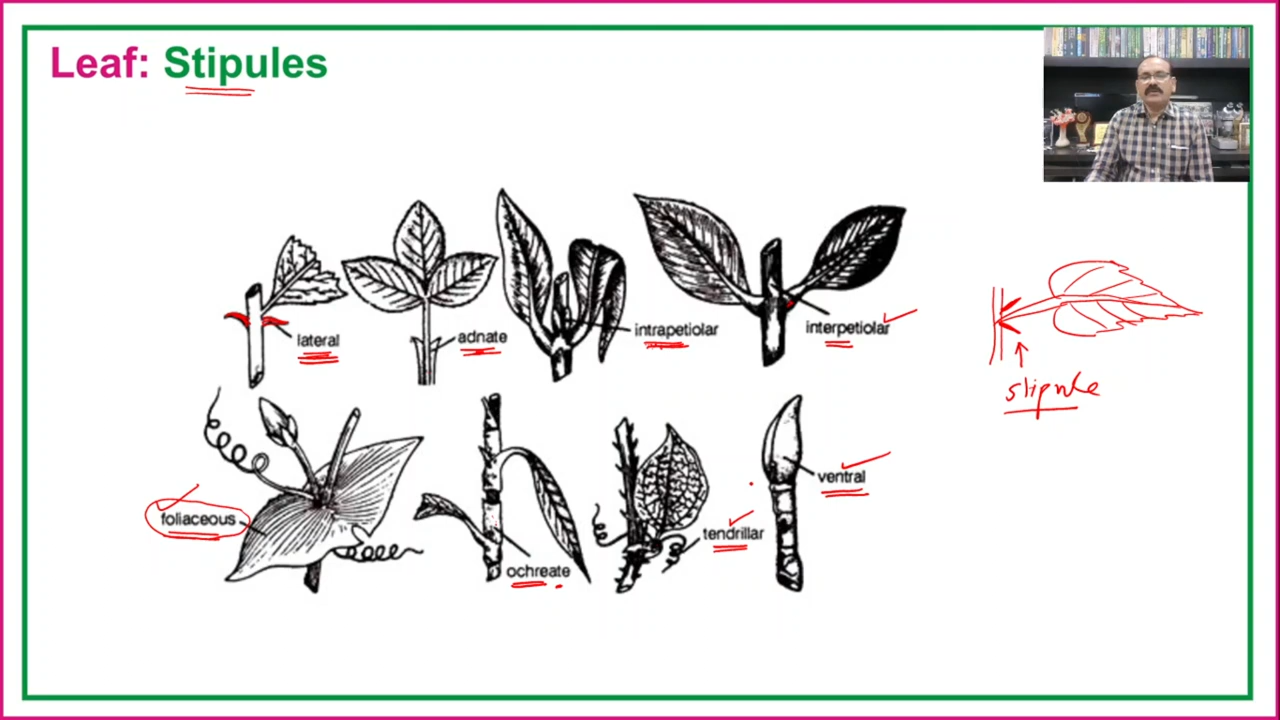 Leaf: Stipules
lateral
adnate
intrapetiolar
interpetiolar
stipule
foliaceous
ochreate
tendrillar
ventral